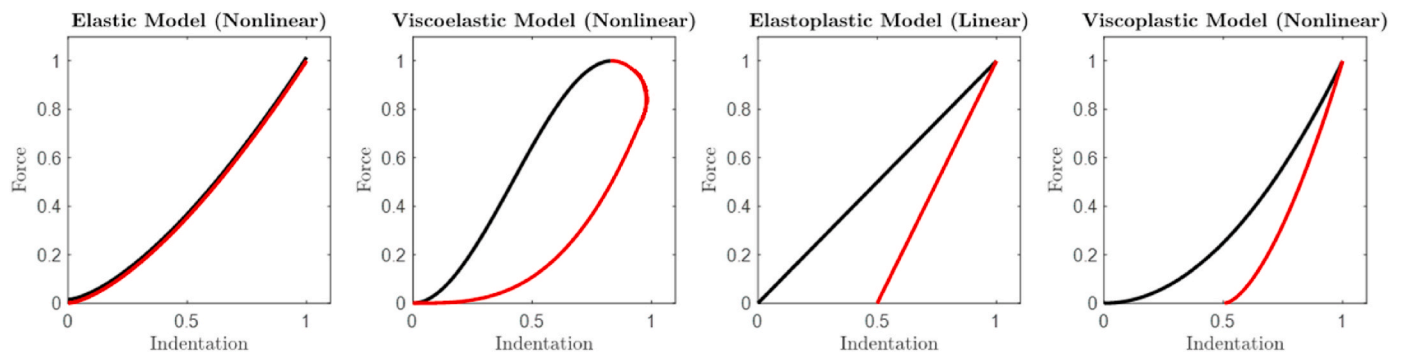 Elastic Model (Nonlinear)
Force
1
0.8
0.6
0.4
0.2
0
0 0.5 1
Indentation
Viscoelastic Model (Nonlinear)
Force
1
0.8
0.6
0.4
0.2
0
0 0.5 1
Indentation
Elastoplastic Model (Linear)
Force
1
0.8
0.6
0.4
0.2
0
0 0.5 1
Indentation
Viscoplastic Model (Nonlinear)
Force
1
0.8
0.6
0.4
0.2
0
0 0.5 1
Indentation